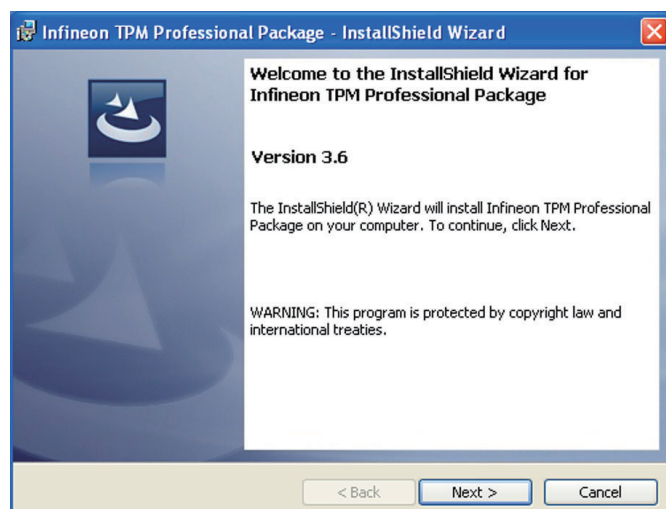 Infineon TPM Professional Package - InstallShield Wizard
Welcome to the InstallShield Wizard for
Infineon TPM Professional Package
Version 3.6
The InstallShield(R) Wizard will install Infineon TPM Professional
Package on your computer. To continue, click Next.
WARNING: This program is protected by copyright law and
international treaties.
< Back Next > Cancel